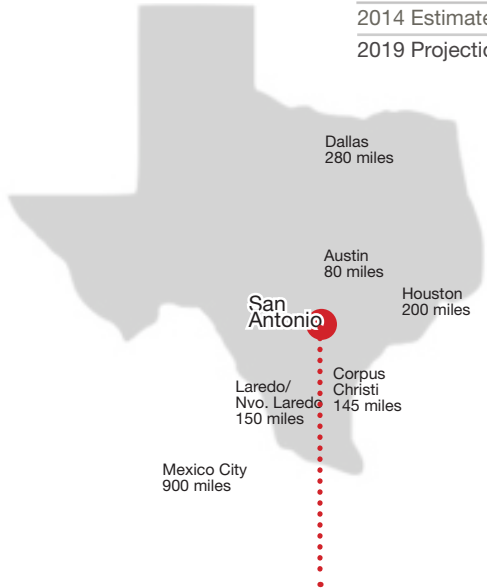 2014 Estimate
2019 Projectio
Dallas
280 miles
Austin
80 miles
Houston
200 miles
San
Antonio
Corpus
Christi
145 miles
Laredo/
Nvo. Laredo
150 miles
Mexico City
900 miles